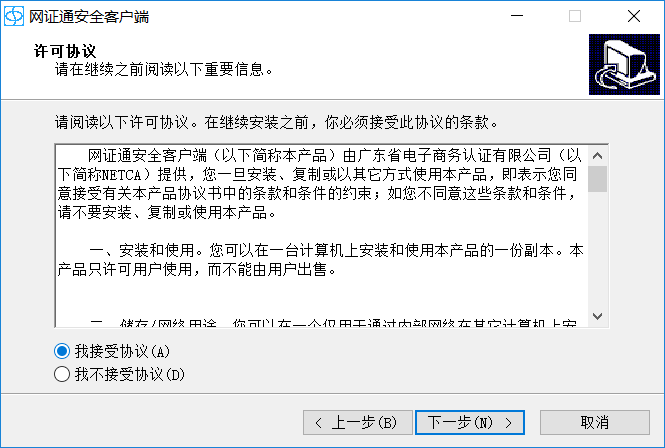 网证通安全客户端
许可协议
请在继续之前阅读以下重要信息。
请阅读以下许可协议。在继续安装之前，你必须接受此协议的条款。
网证通安全客户端（以下简称本产品）由广东省电子商务认证有限公司（以
下简称NETCA）提供，您一旦安装、复制或以其它方式使用本产品，即表示您同
意接受有关本产品协议书中的条款和条件的约束；如您不同意这些条款和条件，
请不要安装、复制或使用本产品。
一、安装和使用。您可以在一台计算机上安装和使用本产品的一份副本。本
产品只许可用户使用，而不能由用户出售。
二、储存/网络用途。您可以在一个仅用于通过内部网络在其它计算机上安
我接受协议(A)
我不接受协议(D)
< 上一步(B)
下一步(N) >
取消